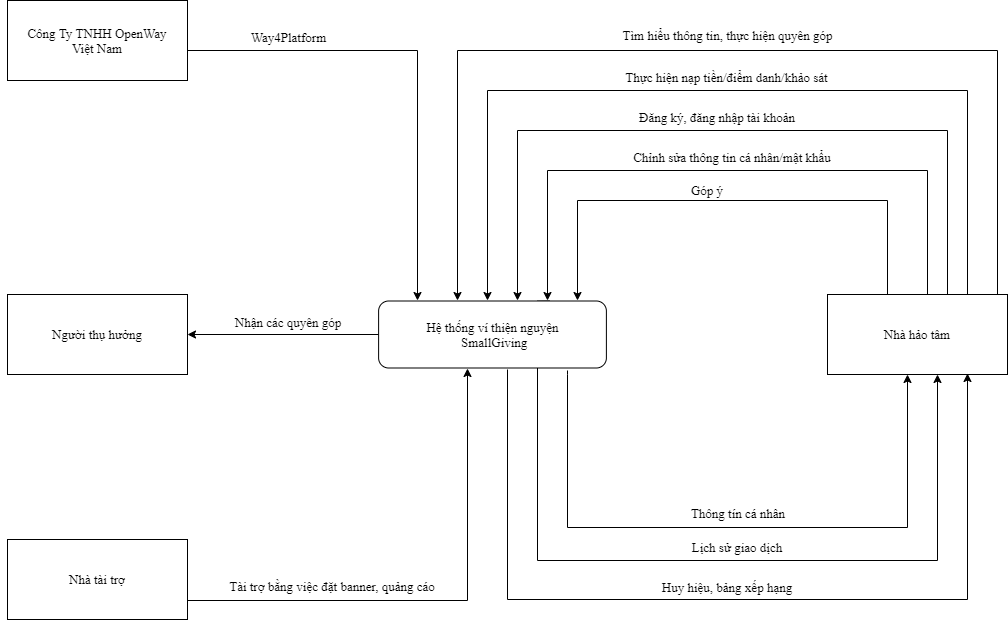 Công Ty TNHH OpenWay
Việt Nam
Way4Platform
Tìm hiểu thông tin, thực hiện quyên góp
Thực hiện nạp tiền/điểm danh/khảo sát
Đăng ký, đăng nhập tài khoản
Chỉnh sửa thông tin cá nhân/mật khẩu
Góp ý
Người thụ hưởng
Nhận các quyên góp
Hệ thống ví thiện nguyện
SmallGiving
Nhà hảo tâm
Thông tín cá nhân
Lịch sử giao dịch
Nhà tài trợ
Tài trợ bằng việc đặt banner, quảng cáo
Huy hiệu, bảng xếp hạng